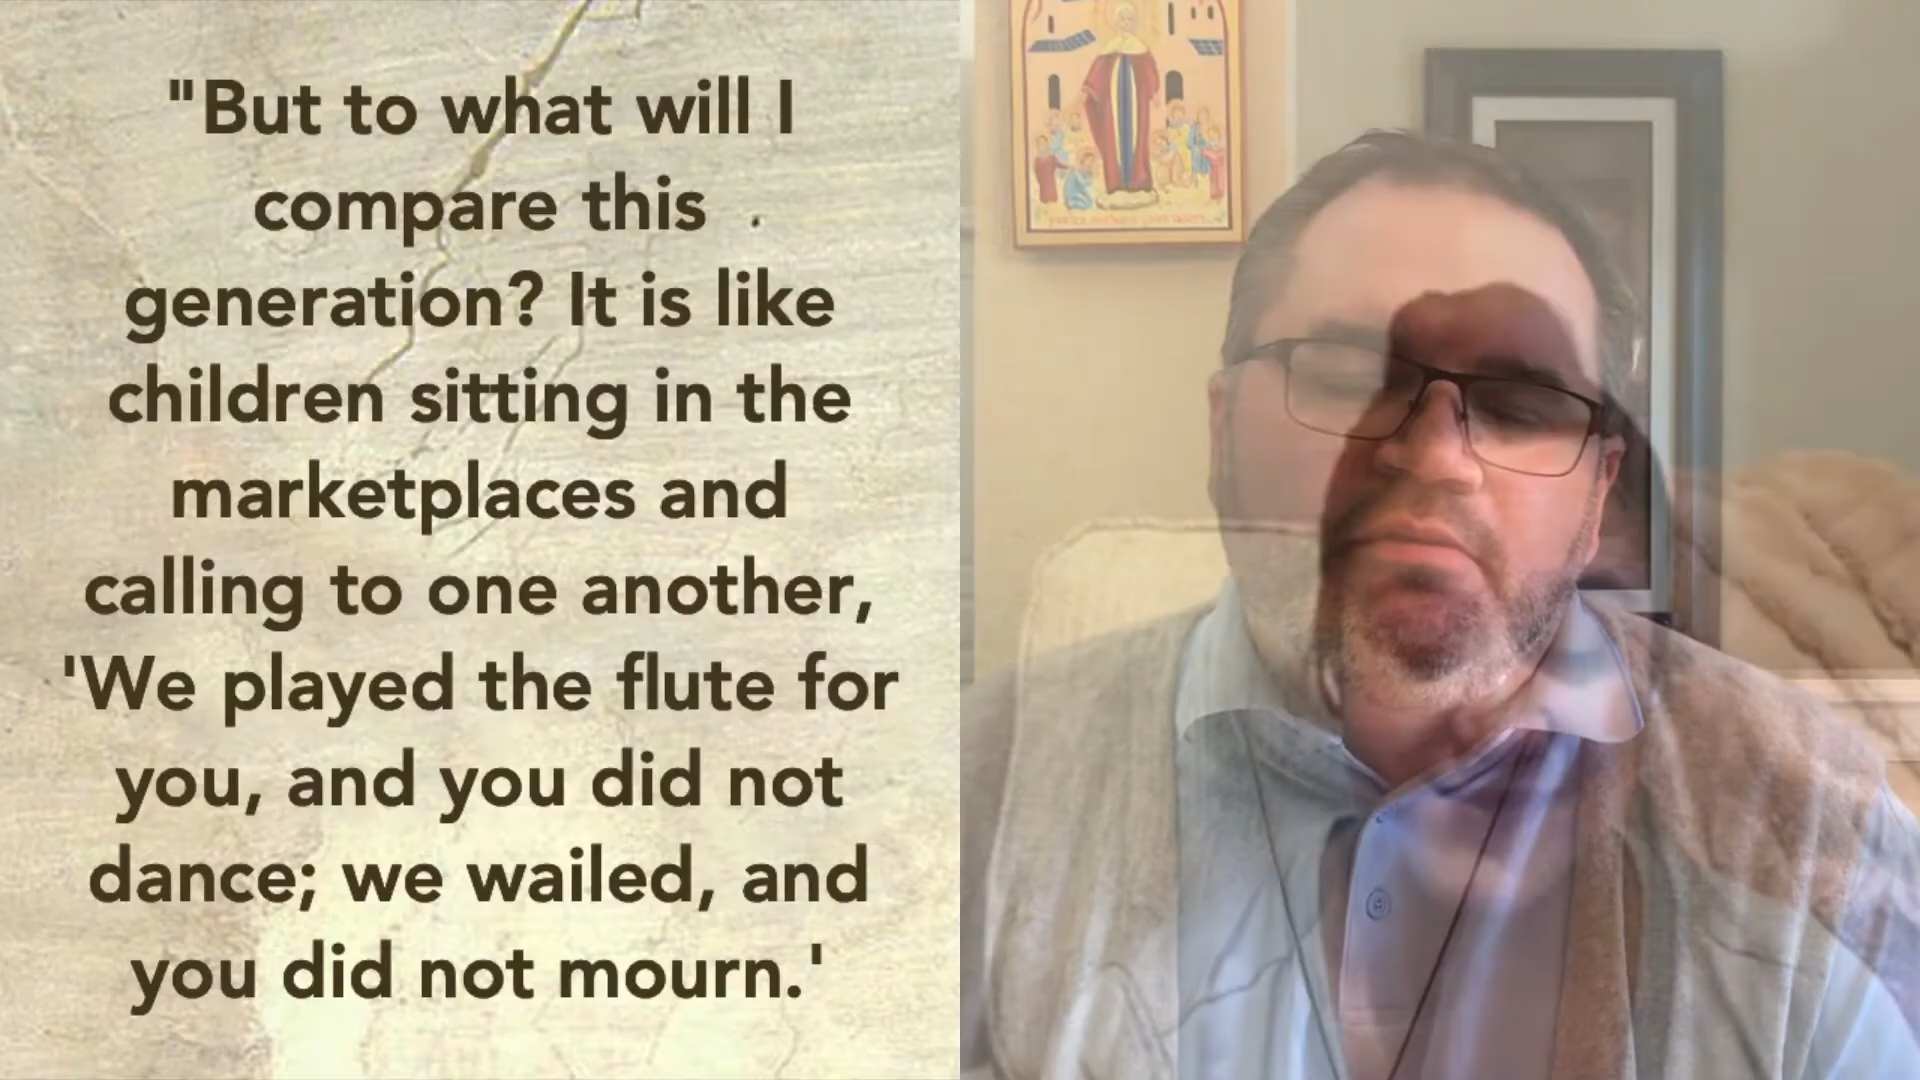 "But to what will I
compare this
generation? It is like
children sitting in the
marketplaces and
calling to one another,
'We played the flute for
you, and you did not
dance; we wailed, and
you did not mourn.'